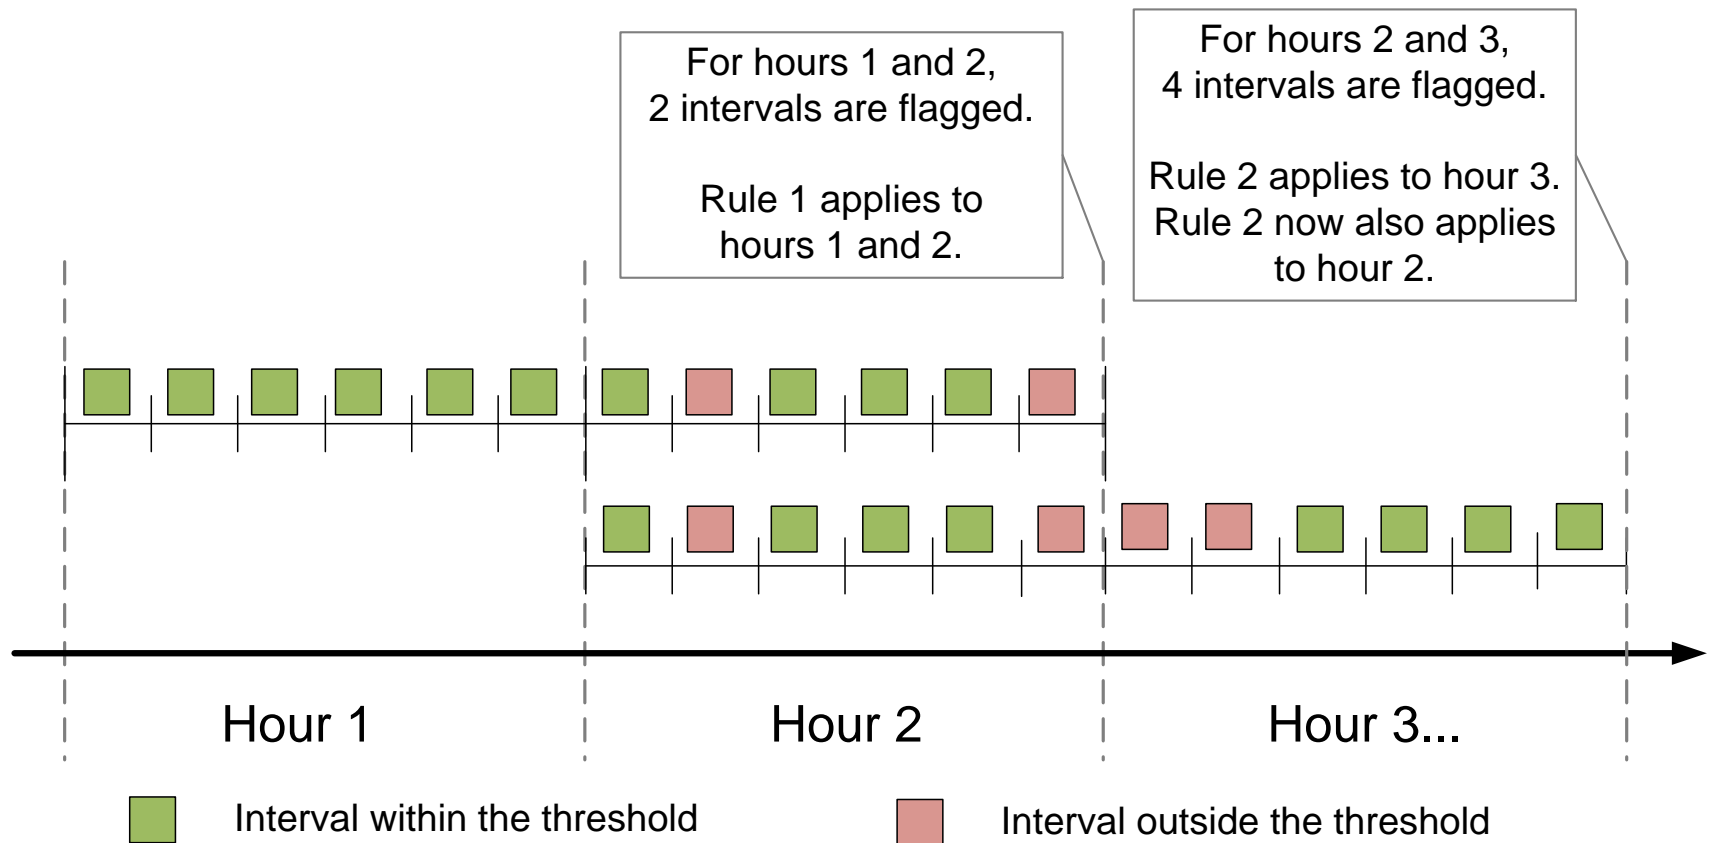 For hours 1 and 2,
2 intervals are flagged.
Rule 1 applies to
hours 1 and 2.
For hours 2 and 3,
4 intervals are flagged.
Rule 2 applies to hour 3.
Rule 2 now also applies
to hour 2.
Hour 1
Hour 2
Hour 3...
Interval within the threshold
Interval outside the threshold